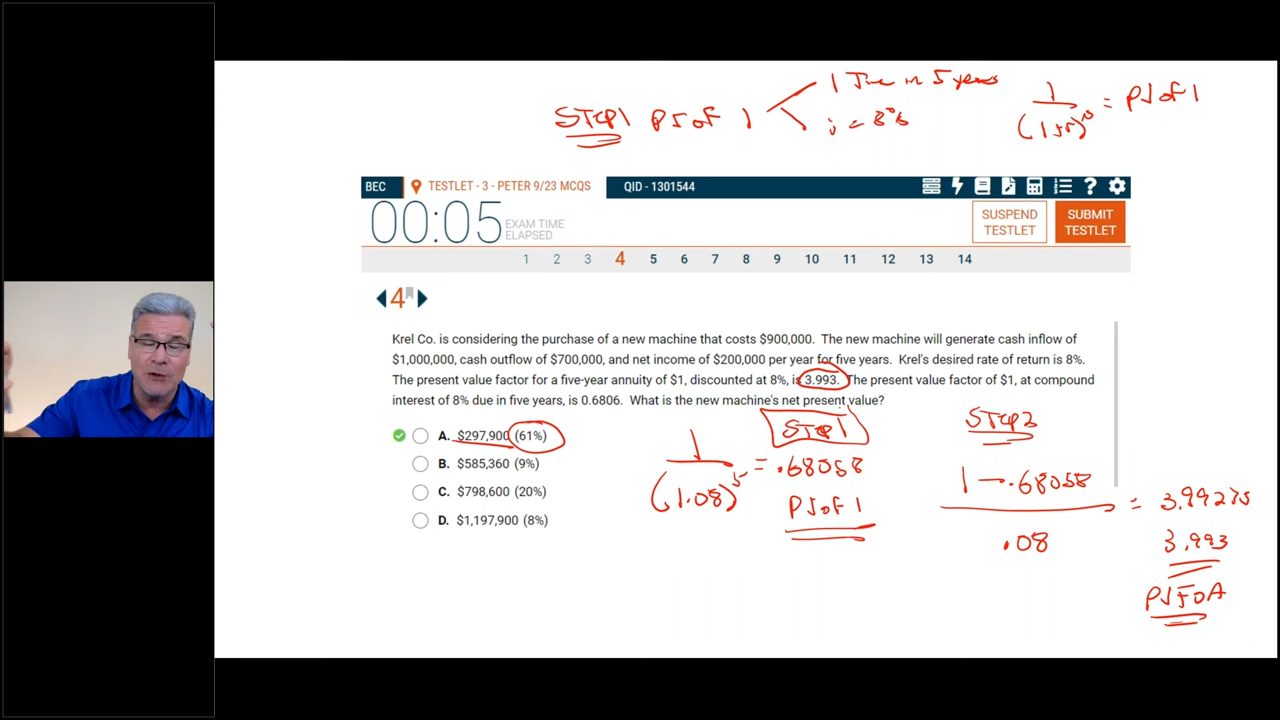 1 Time in 5 years
STEP1 PV of 1
i = 8%
1
(1+r)ⁿ = PV of 1
BEC TESTLET - 3 - PETER 9/23 MCQS QID - 1301544
00:05 EXAM TIME ELAPSED
SUSPEND TESTLET
SUBMIT TESTLET
1 2 3 4 5 6 7 8 9 10 11 12 13 14
4
Krel Co. is considering the purchase of a new machine that costs $900,000. The new machine will generate cash inflow of
$1,000,000, cash outflow of $700,000, and net income of $200,000 per year for five years. Krel's desired rate of return is 8%.
The present value factor for a five-year annuity of $1, discounted at 8%, is 3.993. The present value factor of $1, at compound
interest of 8% due in five years, is 0.6806. What is the new machine's net present value?
A. $297,900 (61%)
B. $585,360 (9%)
C. $798,600 (20%)
D. $1,197,900 (8%)
STEP1
1
(1.08)⁵ = .68058
PV of 1
STEP2
1 - .68058
.08
= 3.99275
3.993
PVFOA